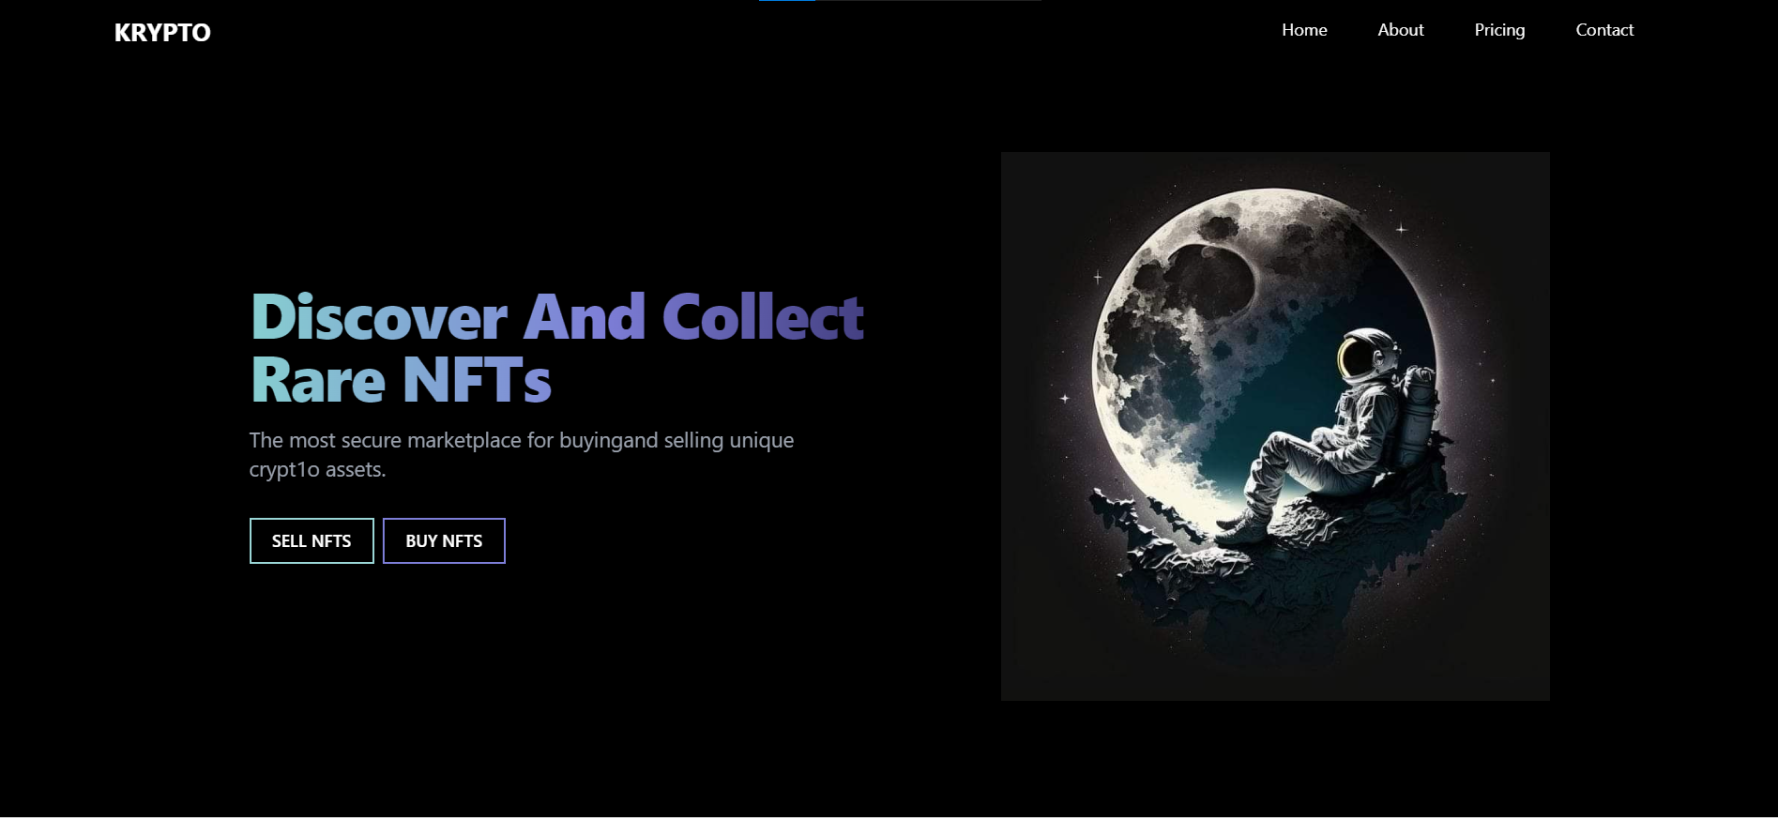 KRYPTO
Home
About
Pricing
Contact
Discover And Collect
Rare NFTs
The most secure marketplace for buyingand selling unique
crypt1o assets.
SELL NFTS
BUY NFTS